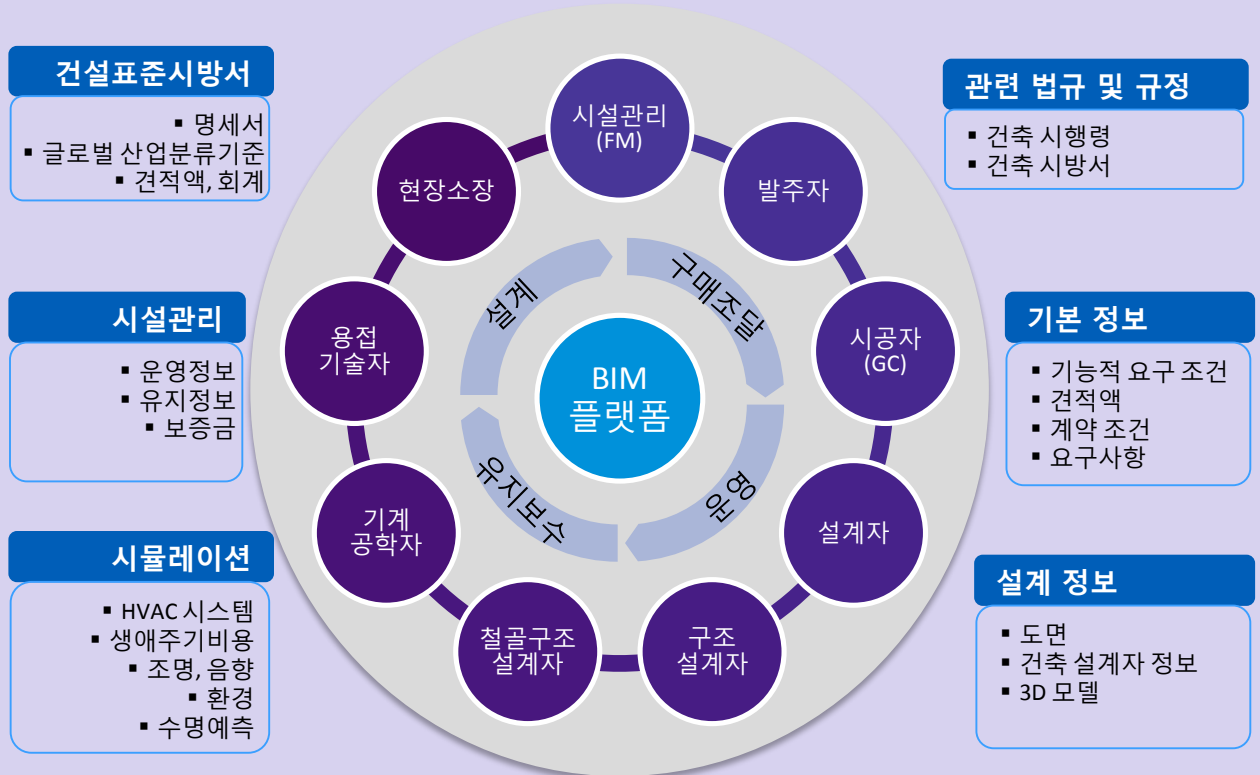 건설표준시방서
▪ 명세서
▪ 글로벌 산업분류기준
▪ 견적액, 회계
시설관리
▪ 운영정보
▪ 유지정보
▪ 보증금
시뮬레이션
▪ HVAC 시스템
▪ 생애주기비용
▪ 조명, 음향
▪ 환경
▪ 수명예측
시설관리
(FM)
발주자
시공자
(GC)
설계자
구조
설계자
철골구조
설계자
기계
공학자
용접
기술자
현장소장
설계
구매조달
운영
유지보수
BIM
플랫폼
관련 법규 및 규정
▪ 건축 시행령
▪ 건축 시방서
기본 정보
▪ 기능적 요구 조건
▪ 견적액
▪ 계약 조건
▪ 요구사항
설계 정보
▪ 도면
▪ 건축 설계자 정보
▪ 3D 모델